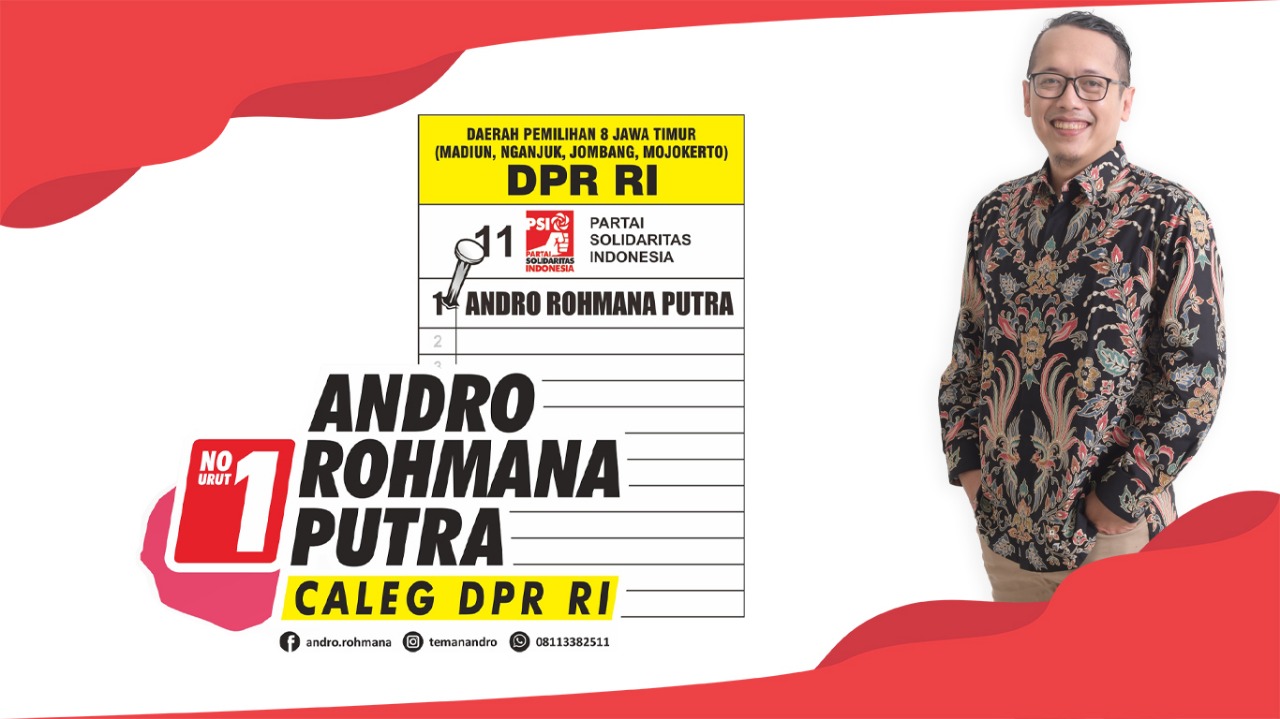 DAERAH PEMILIHAN 8 JAWA TIMUR
(MADIUN, NGANJUK, JOMBANG, MOJOKERTO)
DPR RI
11
PSI
PARTAI
SOLIDARITAS
INDONESIA
PARTAI
SOLIDARITAS
INDONESIA
1 ANDRO ROHMANA PUTRA
2
3
NO
URUT
1
ANDRO
ROHMANA
PUTRA
CALEG DPR RI
andro.rohmana temanandro 08113382511